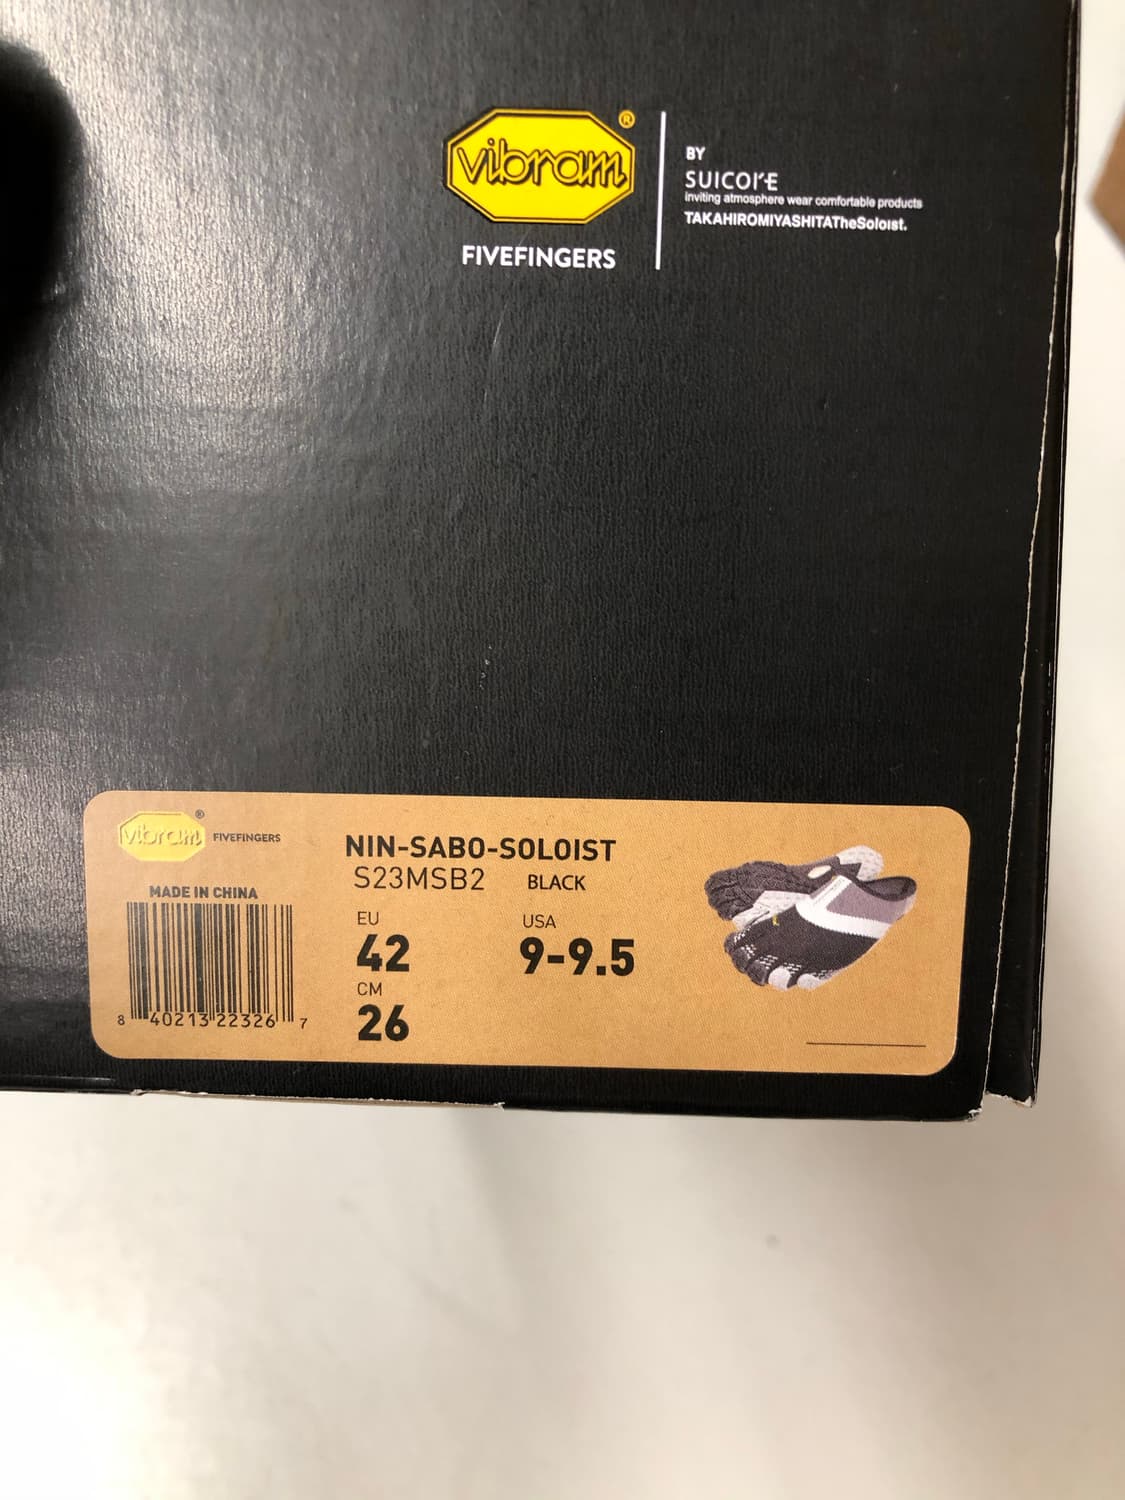 vibram®
FIVEFINGERS
BY
SUICOKE
inviting atmosphere wear comfortable products
TAKAHIROMIYASHITATheSoloist.
vibram® FIVEFINGERS
MADE IN CHINA
8 40213 22326 7
NIN-SABO-SOLOIST
S23MSB2 BLACK
EU
42
USA
9-9.5
CM
26